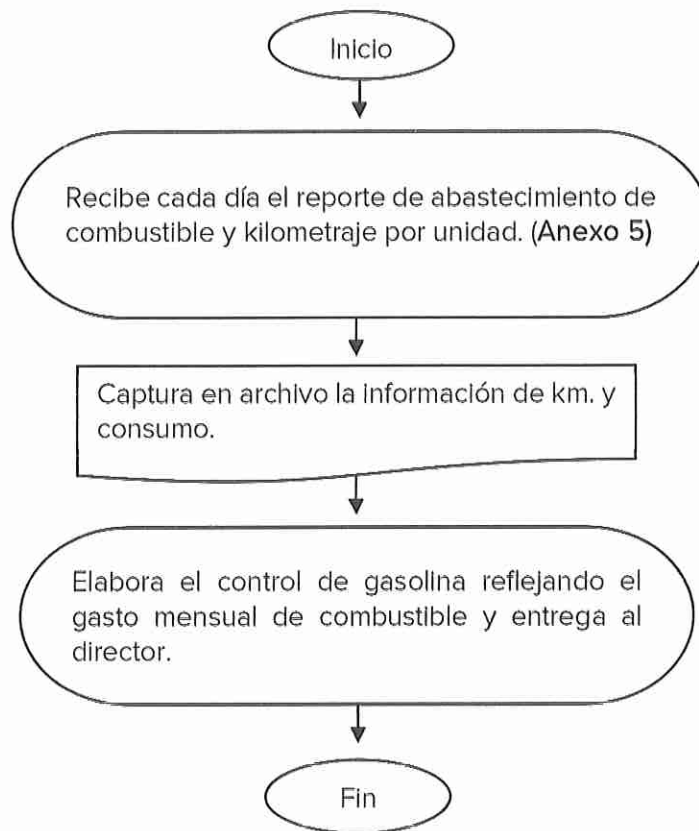 Inicio
Recibe cada día el reporte de abastecimiento de
combustible y kilometraje por unidad. (Anexo 5)
Captura en archivo la información de km. y
consumo.
Elabora el control de gasolina reflejando el
gasto mensual de combustible y entrega al
director.
Fin